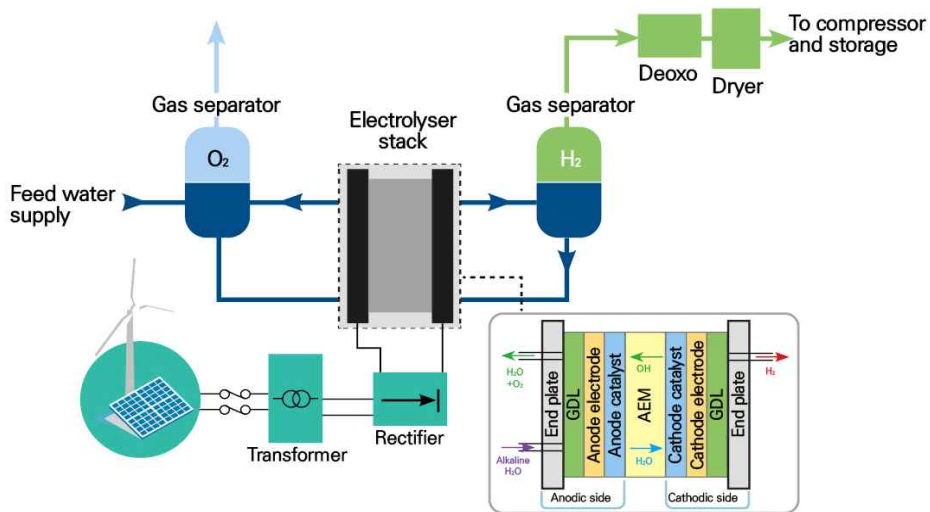 To compressor
and storage
Deoxo
Dryer
Gas separator
Gas separator
Electrolyser
stack
O₂
H₂
Feed water
supply
Transformer
Rectifier
H₂O
+O₂
Alkaline
H₂O
End plate
GDL
Anode electrode
Anode catalyst
AEM
OH
H₂O
Cathode catalyst
Cathode electrode
GDL
End plate
H₂
Anodic side
Cathodic side